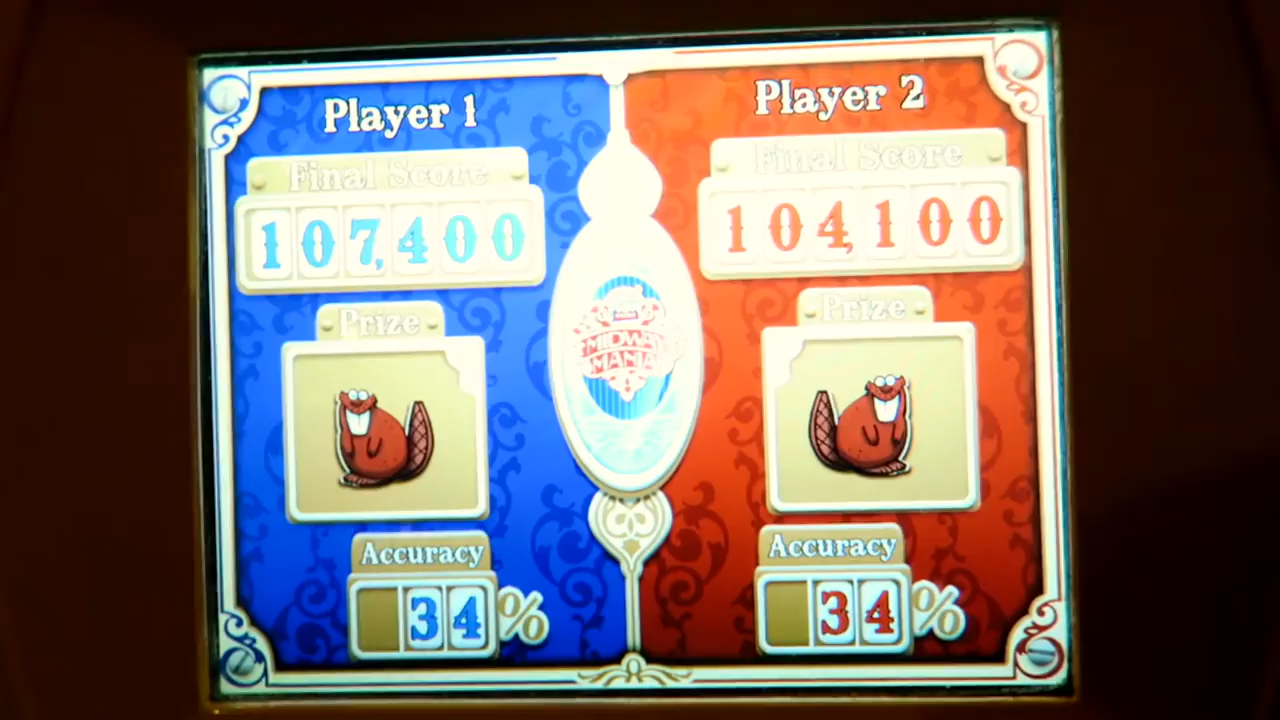 Player 1
Final Score
107,400
Prize
Accuracy
34%
MIDWAY
MANIA
Player 2
Final Score
104,100
Prize
Accuracy
34%